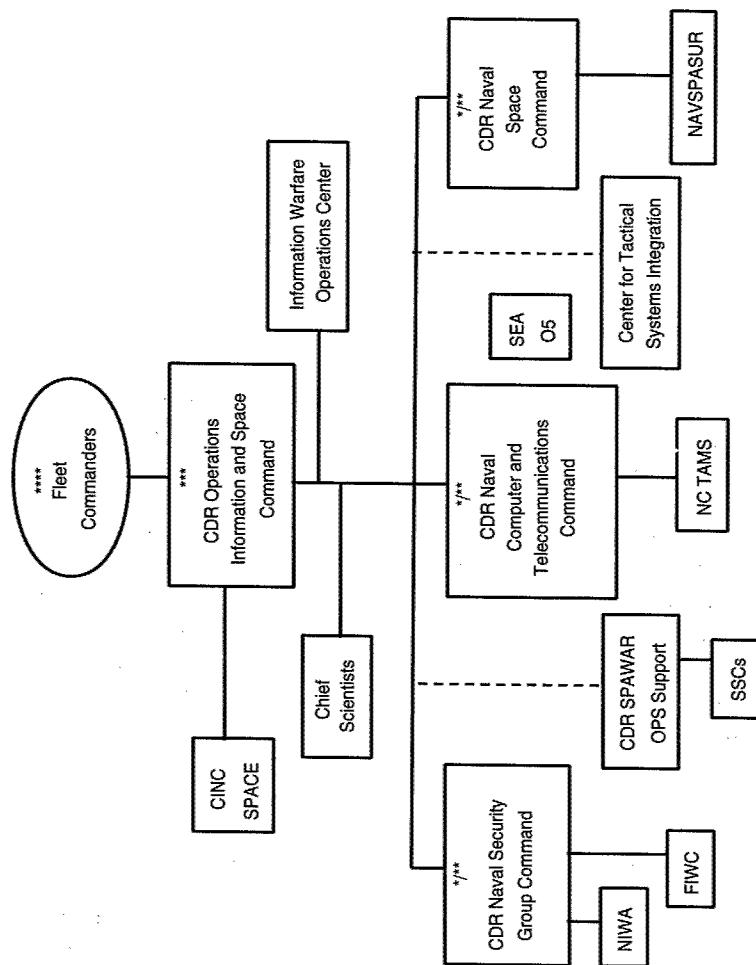 ****
Fleet
Commanders
***
CDR Operations
Information and Space
Command
CINC
SPACE
Information Warfare
Operations Center
Chief
Scientists
*/**
CDR Naval Security
Group Command
*/**
CDR Naval
Computer and
Telecommunications
Command
*/**
CDR Naval
Space
Command
SEA
O5
NIWA
FIWC
CDR SPAWAR
OPS Support
SSCs
NC TAMS
Center for Tactical
Systems Integration
NAVSPASUR